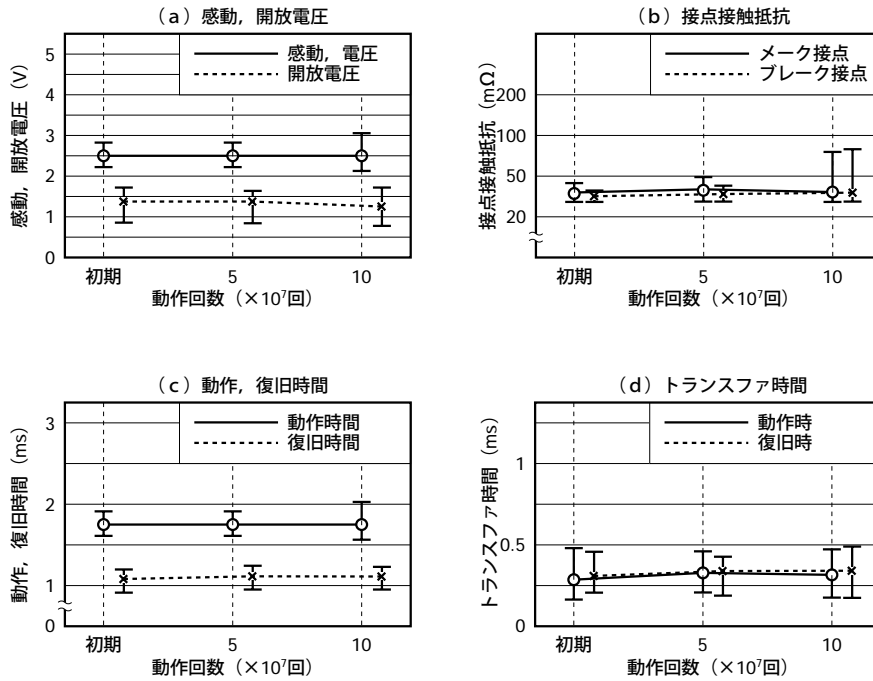 （a）感動，開放電圧
感動，開放電圧（V）
5
4
3
2
1
0
感動，電圧
開放電圧
初期
5
10
動作回数（×10⁷回）
（b）接点接触抵抗
接点接触抵抗（mΩ）
200
100
50
20
メーク接点
ブレーク接点
初期
5
10
動作回数（×10⁷回）
（c）動作，復旧時間
動作，復旧時間（ms）
3
2
1
0
動作時間
復旧時間
初期
5
10
動作回数（×10⁷回）
（d）トランスファ時間
トランスファ時間（ms）
1
0.5
0
動作時
復旧時
初期
5
10
動作回数（×10⁷回）